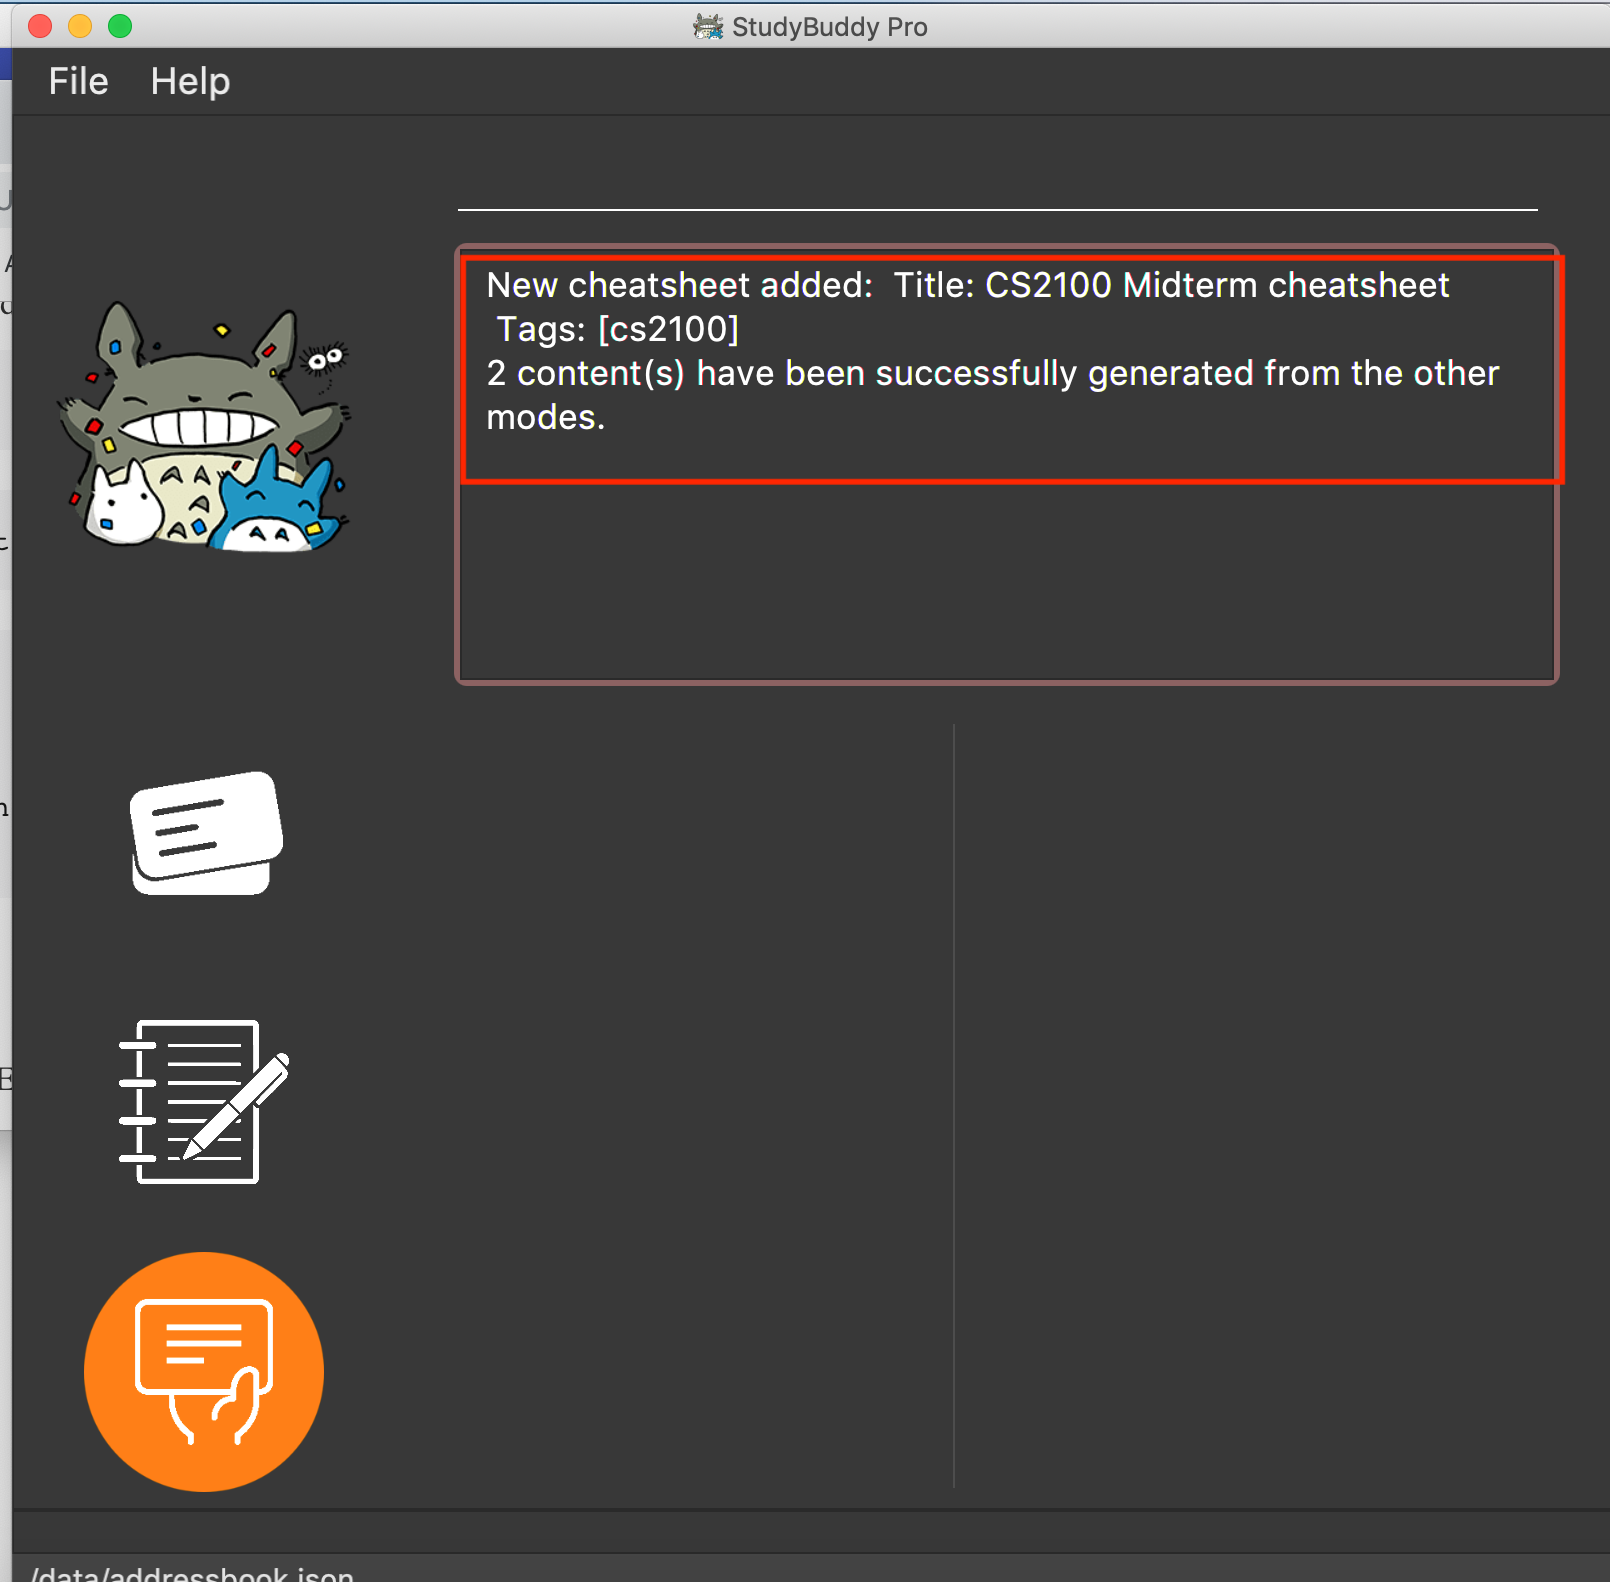 StudyBuddy Pro
File Help
New cheatsheet added:  Title: CS2100 Midterm cheatsheet
Tags: [cs2100]
2 content(s) have been successfully generated from the other
modes.
/data/addressbook.json